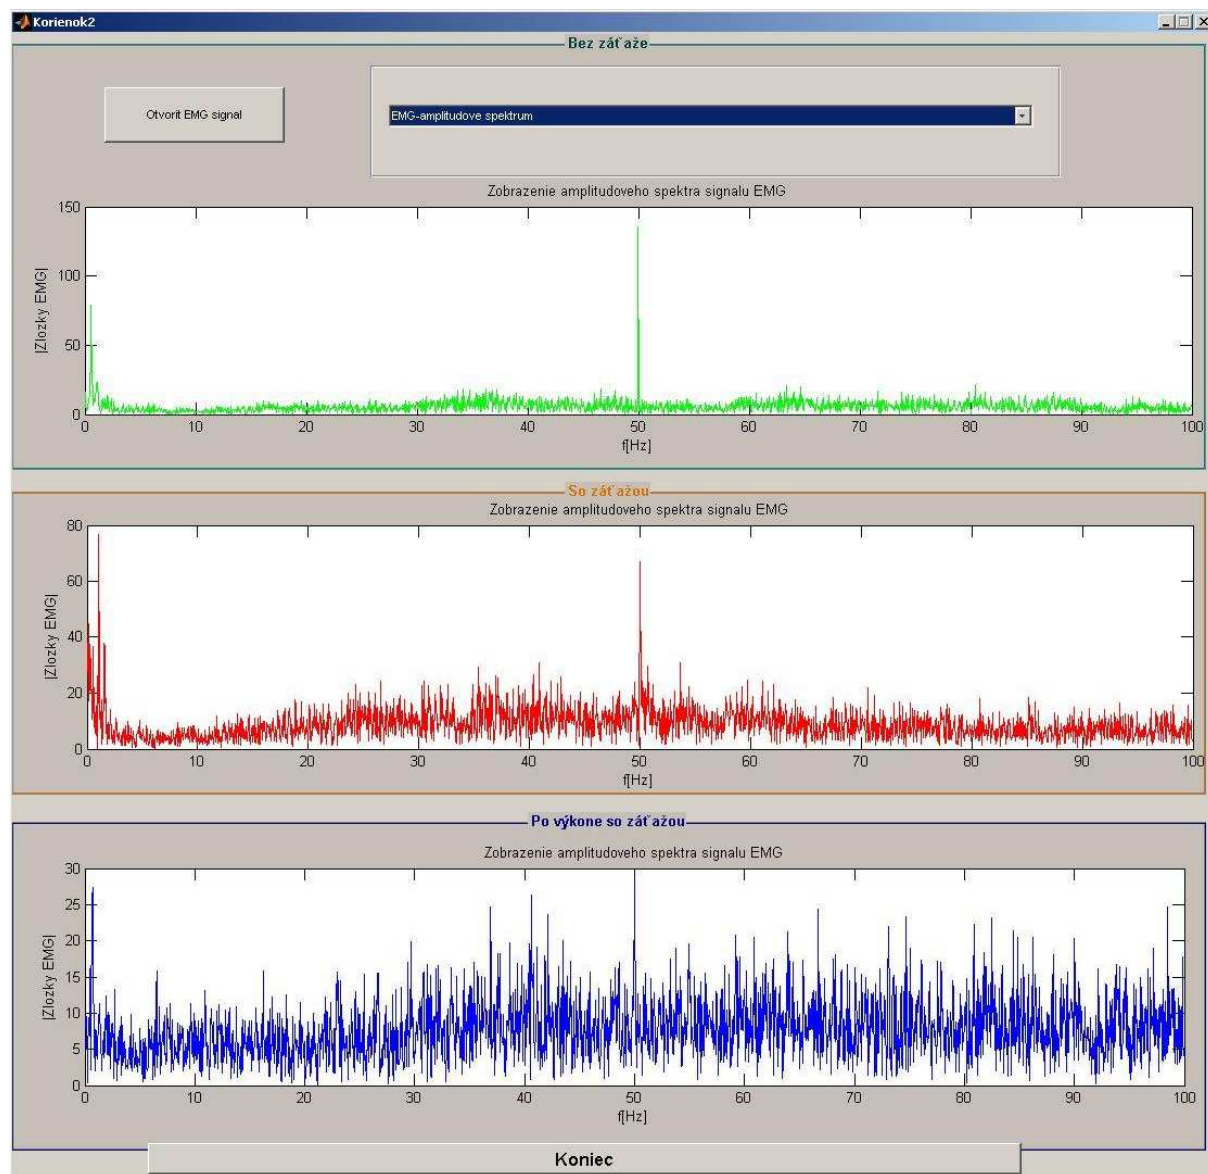 Korienok2
Bez záťaže
Otvorit EMG signal
EMG-amplitudove spektrum
Zobrazenie amplitudoveho spektra signalu EMG
150
100
50
0
|Zlozky EMG|
0 10 20 30 40 50 60 70 80 90 100
f[Hz]
So záťažou
Zobrazenie amplitudoveho spektra signalu EMG
80
60
40
20
0
|Zlozky EMG|
0 10 20 30 40 50 60 70 80 90 100
f[Hz]
Po výkone so záťažou
Zobrazenie amplitudoveho spektra signalu EMG
30
25
20
15
10
5
0
|Zlozky EMG|
0 10 20 30 40 50 60 70 80 90 100
f[Hz]
Koniec